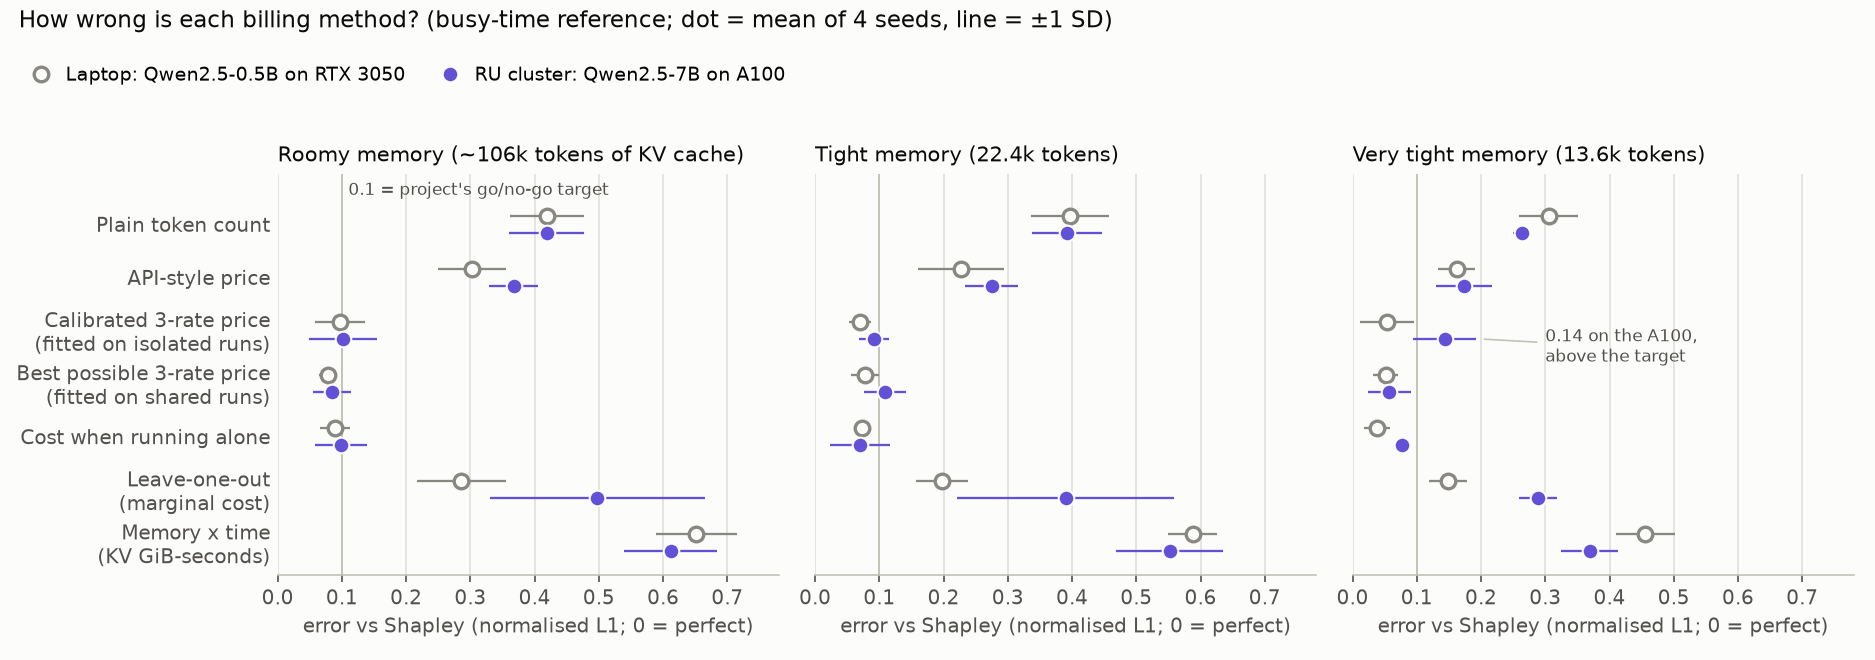 How wrong is each billing method? (busy-time reference; dot = mean of 4 seeds, line = ±1 SD)
Laptop: Qwen2.5-0.5B on RTX 3050
RU cluster: Qwen2.5-7B on A100
Roomy memory (~106k tokens of KV cache)
Tight memory (22.4k tokens)
Very tight memory (13.6k tokens)
0.1 = project's go/no-go target
Plain token count
API-style price
Calibrated 3-rate price
(fitted on isolated runs)
0.14 on the A100,
above the target
Best possible 3-rate price
(fitted on shared runs)
Cost when running alone
Leave-one-out
(marginal cost)
Memory x time
(KV GiB-seconds)
0.0 0.1 0.2 0.3 0.4 0.5 0.6 0.7
0.0 0.1 0.2 0.3 0.4 0.5 0.6 0.7
0.0 0.1 0.2 0.3 0.4 0.5 0.6 0.7
error vs Shapley (normalised L1; 0 = perfect)
error vs Shapley (normalised L1; 0 = perfect)
error vs Shapley (normalised L1; 0 = perfect)